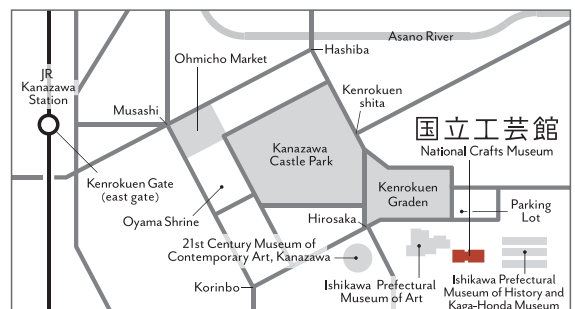 Asano River
Hashiba
Ohmicho Market
JR
Kanazawa
Station
Musashi
Kenrokuen
shita
国立工芸館
National Crafts Museum
Kanazawa
Castle Park
Kenrokuen Gate
(east gate)
Kenrokuen
Graden
Oyama Shrine
Parking
Lot
Hirosaka
21st Century Museum of
Contemporary Art, Kanazawa
Korinbo
Ishikawa Prefectural
Museum of Art
Ishikawa Prefectural
Museum of History and
Kaga-Honda Museum